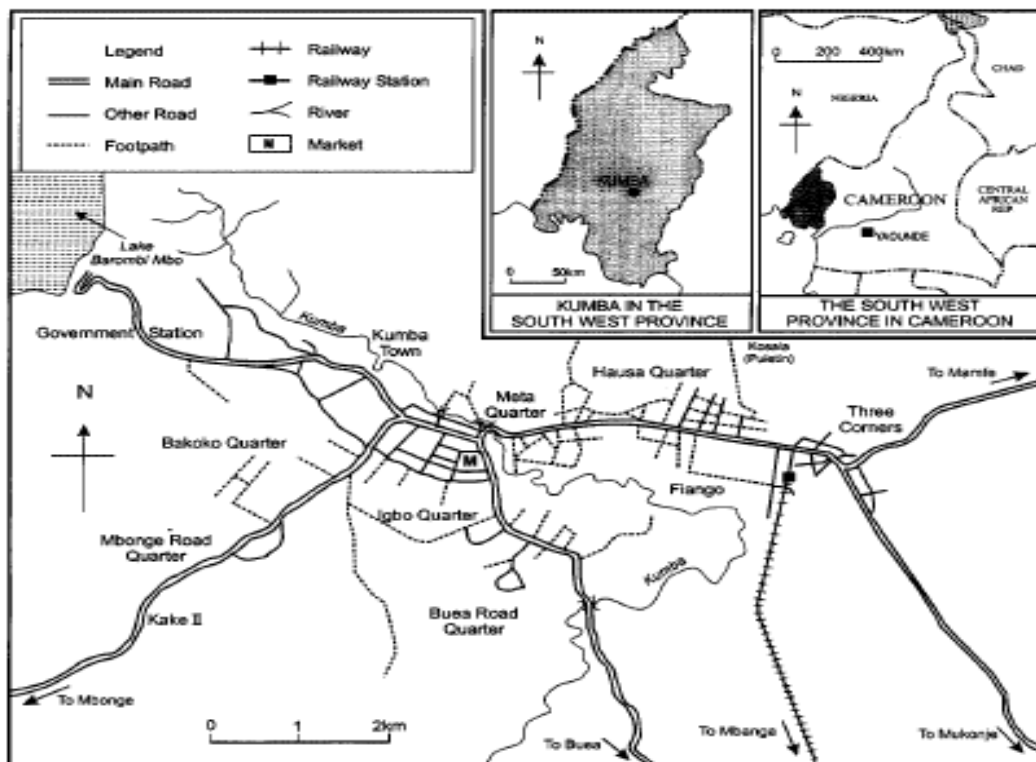 Legend
Main Road
Other Road
Footpath
Railway
Railway Station
River
M Market
N
KUMBA
0 50km
KUMBA IN THE
SOUTH WEST PROVINCE
0 200 400km
N
CHAD
NIGERIA
CAMEROON
CENTRAL
AFRICAN
REP
YAOUNDE
THE SOUTH WEST
PROVINCE IN CAMEROON
Lake
Barombi Mbo
Government Station
Kumba
Kumba
Town
Meta
Quarter
Hausa Quarter
Kosala
To Mamfe
Three
Corners
N
Bakoko Quarter
M
Fiango
Igbo Quarter
Mbonge Road
Quarter
Kumba
Kake II
Buea Road
Quarter
To Mbonge
0 1 2km
To Buea
To Mbanga
To Mukonje